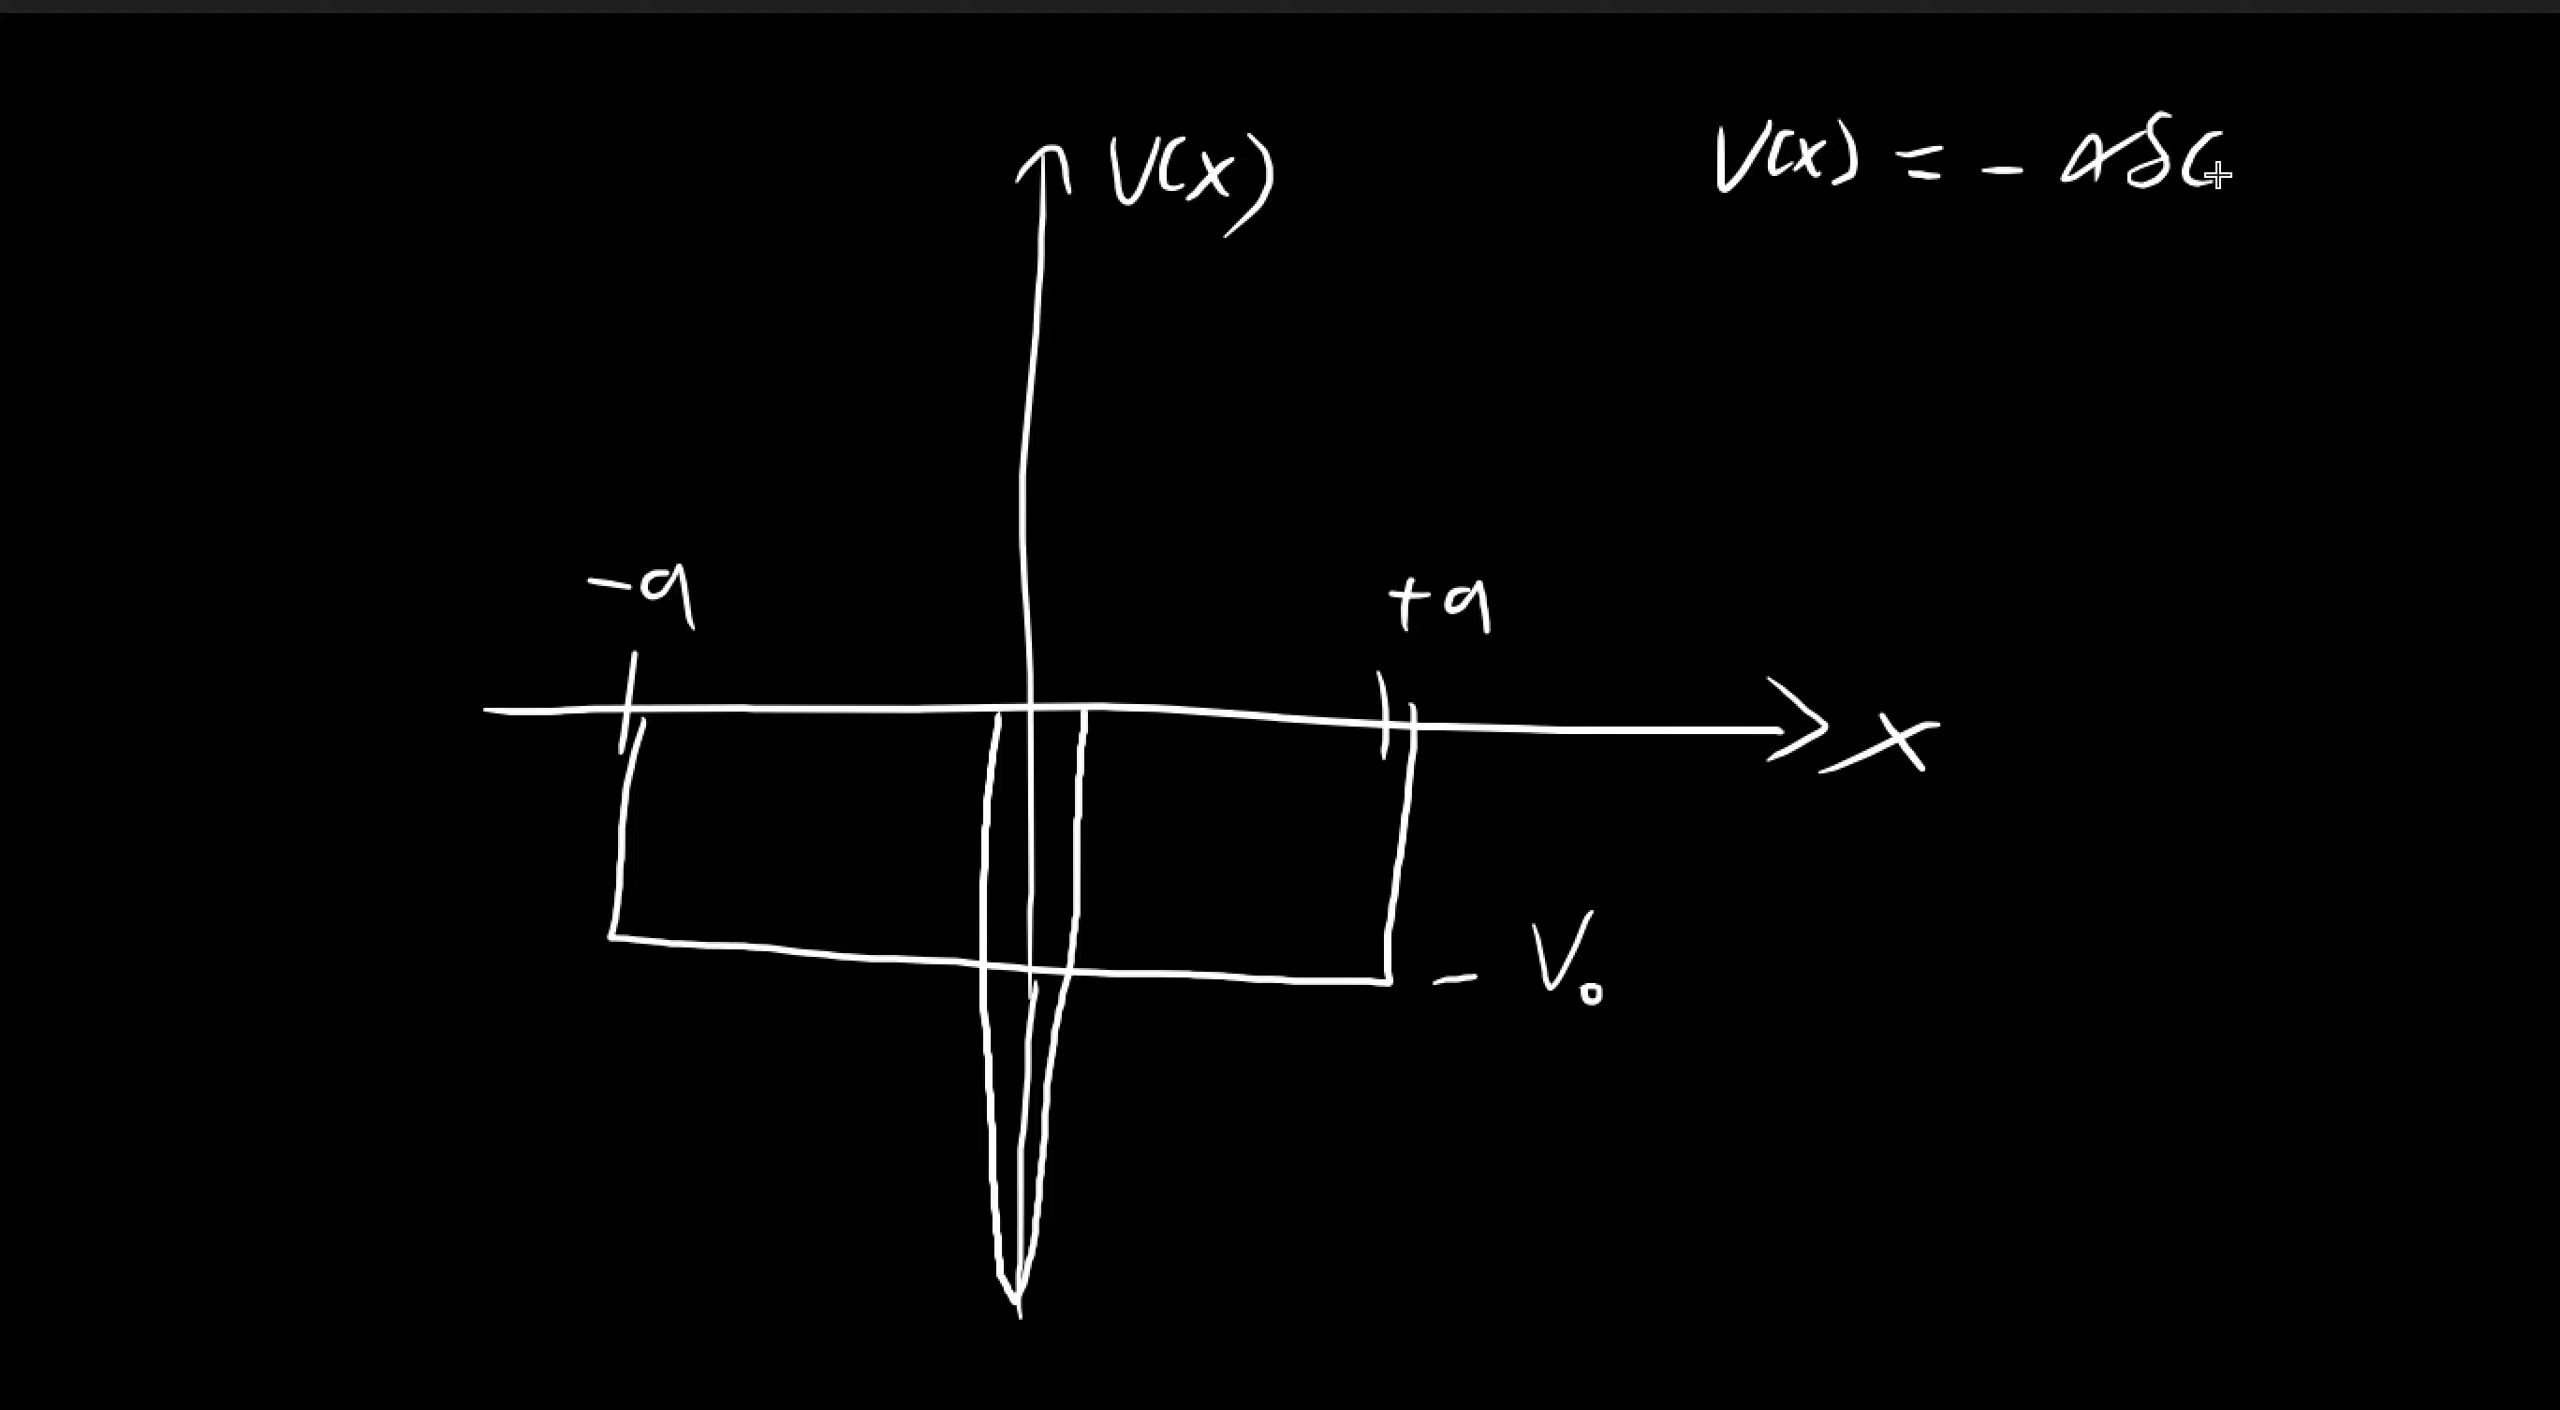 V(x)
V(x) = - αδ(
-a
+a
x
- V₀